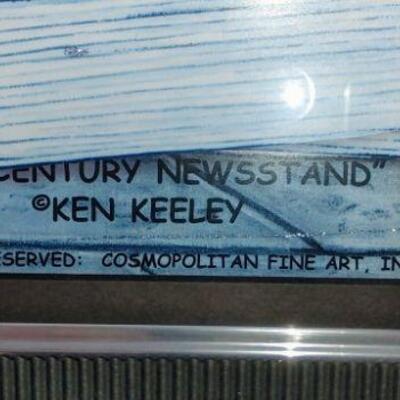 CENTURY NEWSSTAND"
©KEN KEELEY
ESERVED: COSMOPOLITAN FINE ART, IN